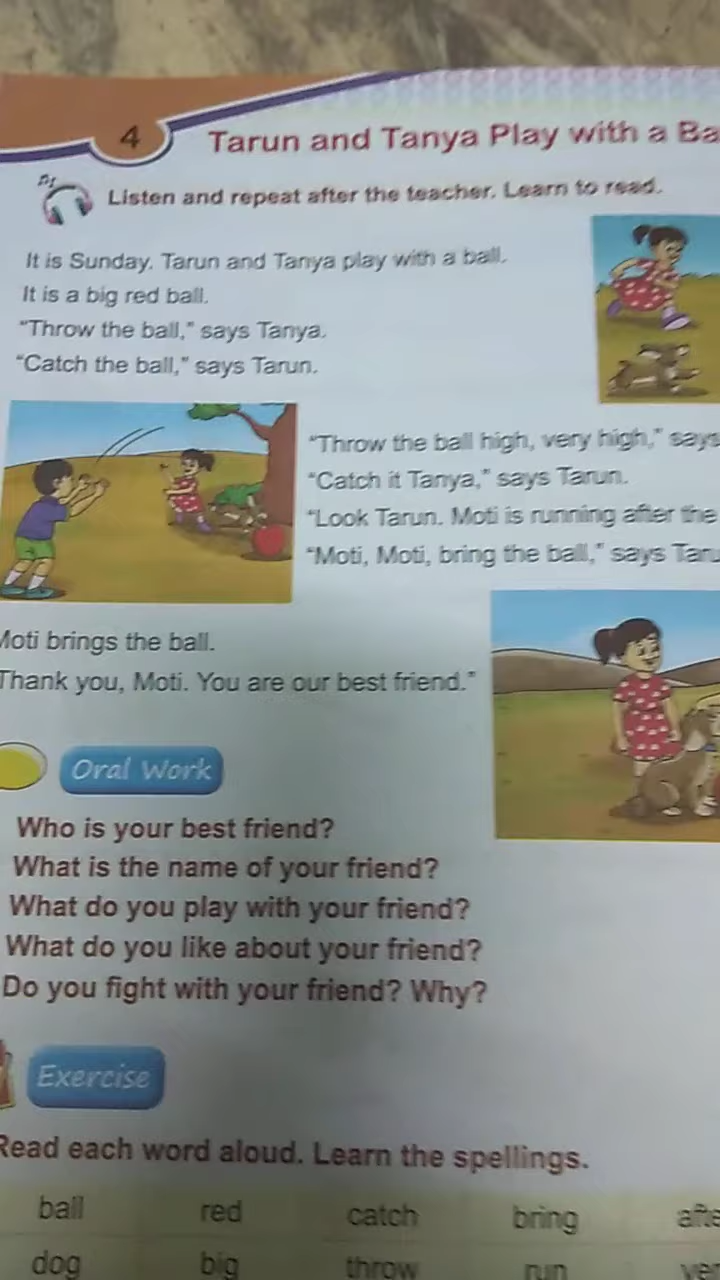 4
Tarun and Tanya Play with a Ba
Listen and repeat after the teacher. Learn to read.
It is Sunday. Tarun and Tanya play with a ball.
It is a big red ball.
“Throw the ball,” says Tanya.
“Catch the ball,” says Tarun.
“Throw the ball high, very high,” says
“Catch it Tanya,” says Tarun.
“Look Tarun. Moti is running after the
“Moti, Moti, bring the ball,” says Taru
Moti brings the ball.
Thank you, Moti. You are our best friend.”
Oral Work
Who is your best friend?
What is the name of your friend?
What do you play with your friend?
What do you like about your friend?
Do you fight with your friend? Why?
Exercise
Read each word aloud. Learn the spellings.
ball red catch bring afte
dog big throw run ver